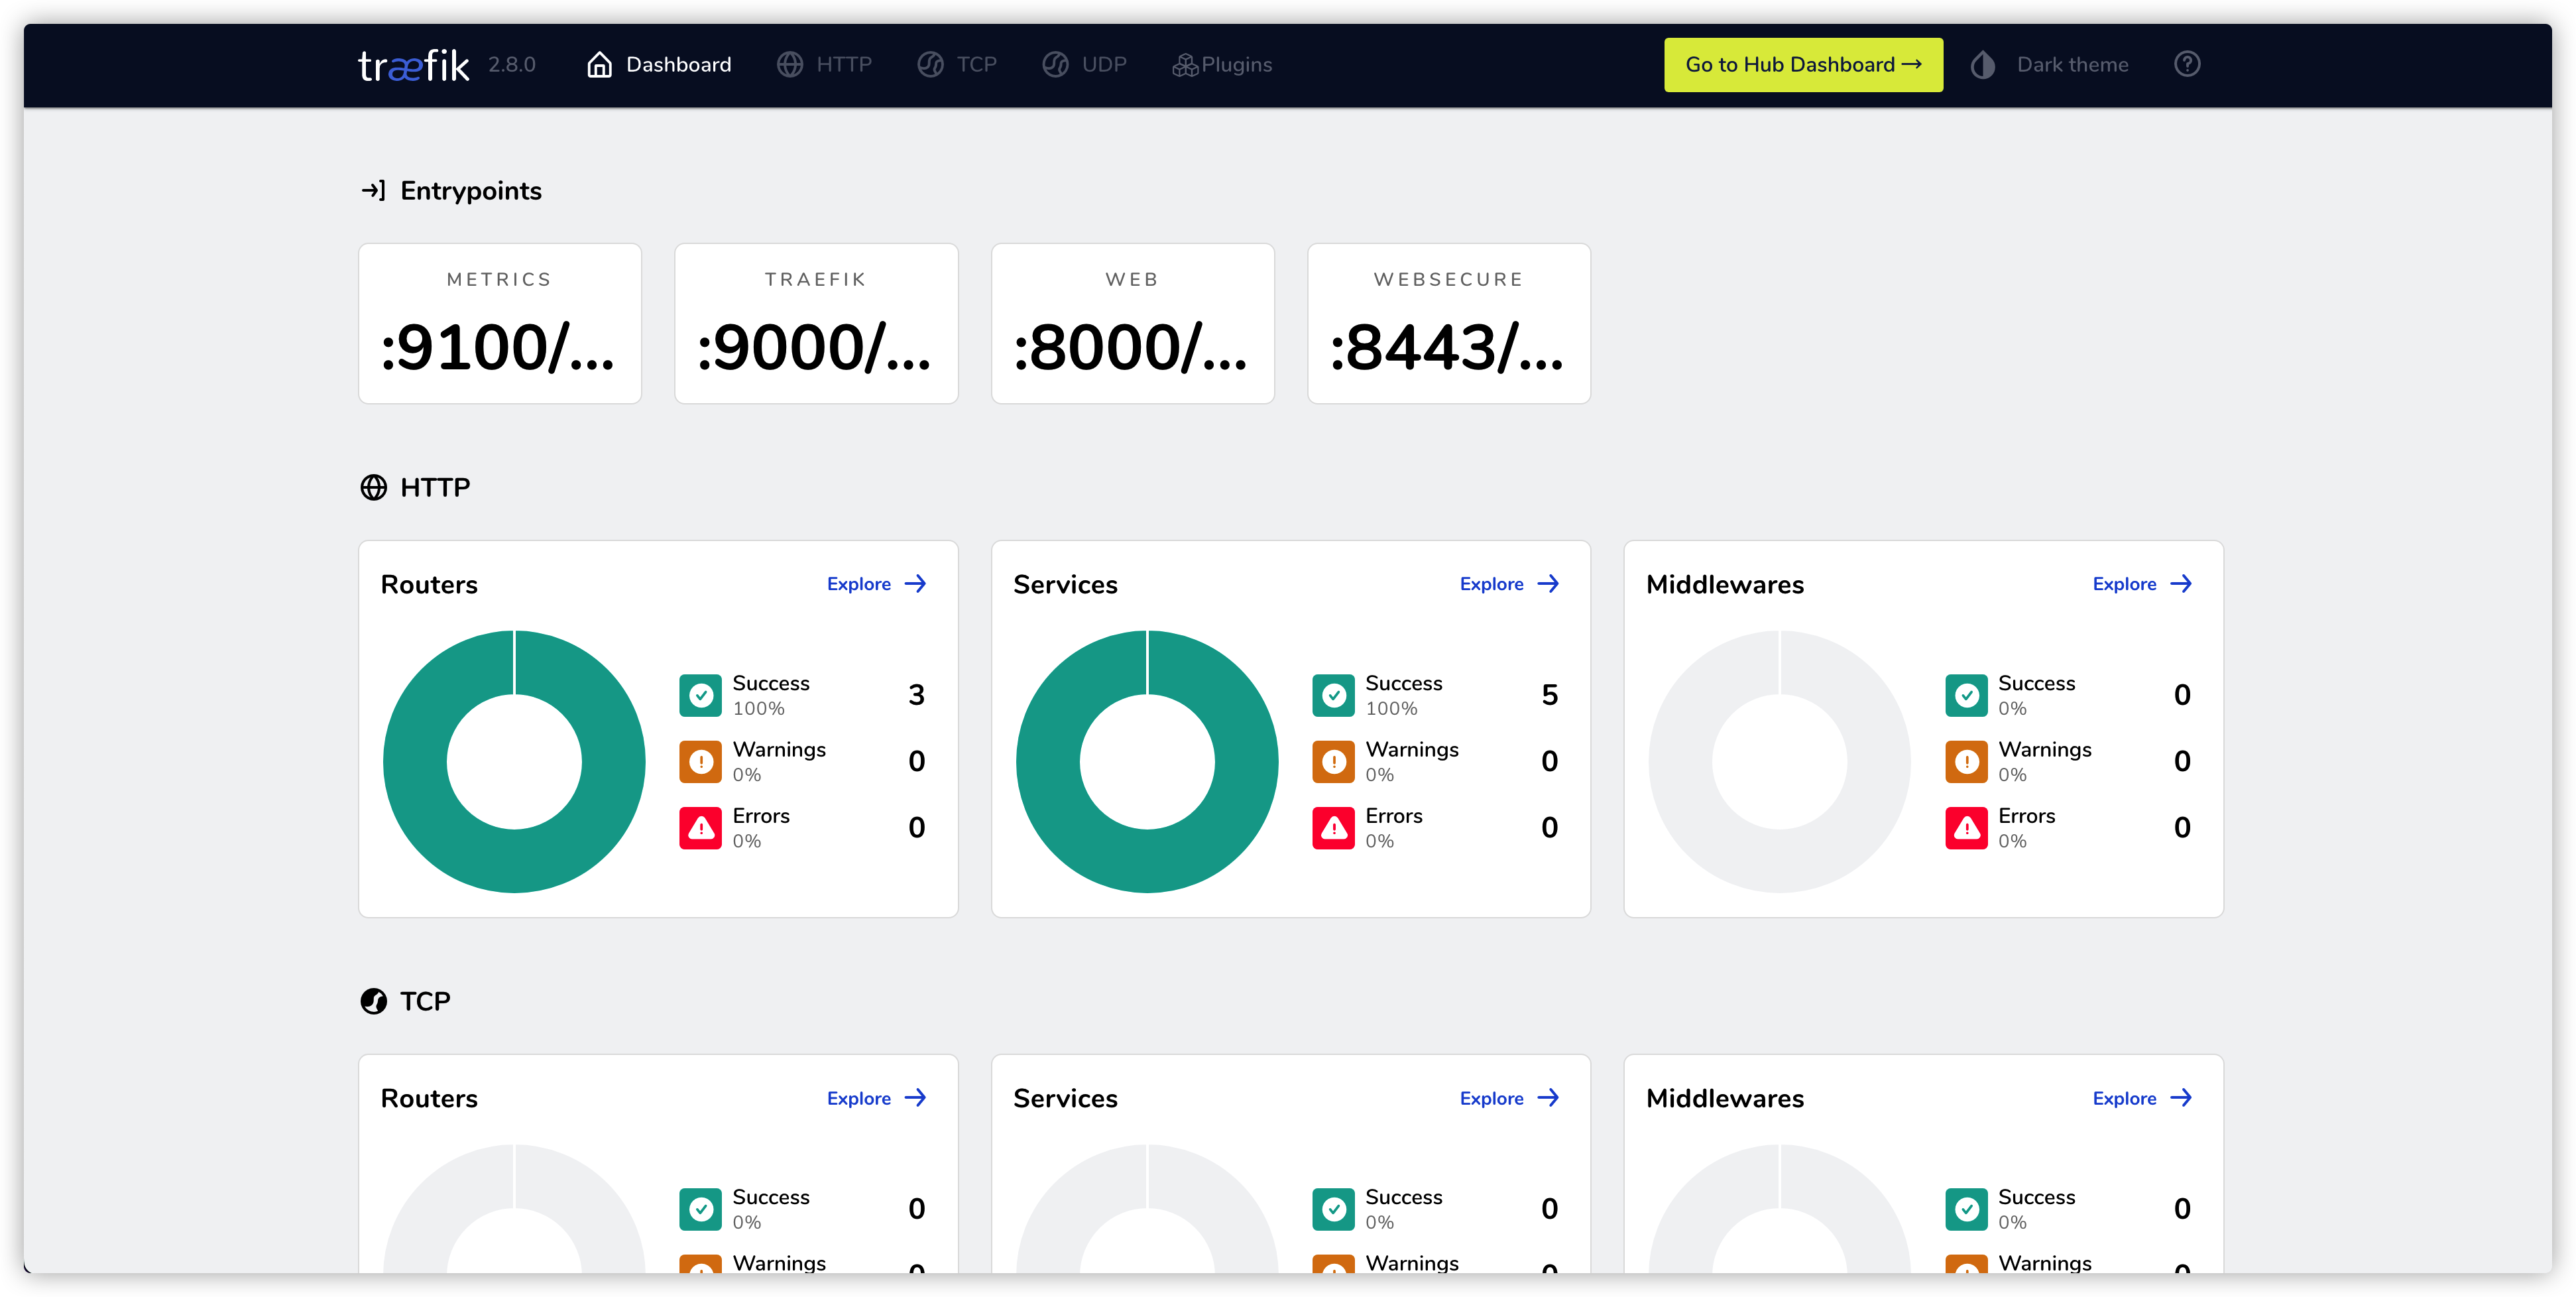 træfik 2.8.0 Dashboard HTTP TCP UDP Plugins Go to Hub Dashboard → Dark theme
Entrypoints
METRICS TRAEFIK WEB WEBSECURE
:9100/... :9000/... :8000/... :8443/...
HTTP
Routers Explore → Services Explore → Middlewares Explore →
Success 3 Success 5 Success 0
100% 100% 0%
Warnings 0 Warnings 0 Warnings 0
0% 0% 0%
Errors 0 Errors 0 Errors 0
0% 0% 0%
TCP
Routers Explore → Services Explore → Middlewares Explore →
Success 0 Success 0 Success 0
0% 0% 0%
Warnings 0 Warnings 0 Warnings 0